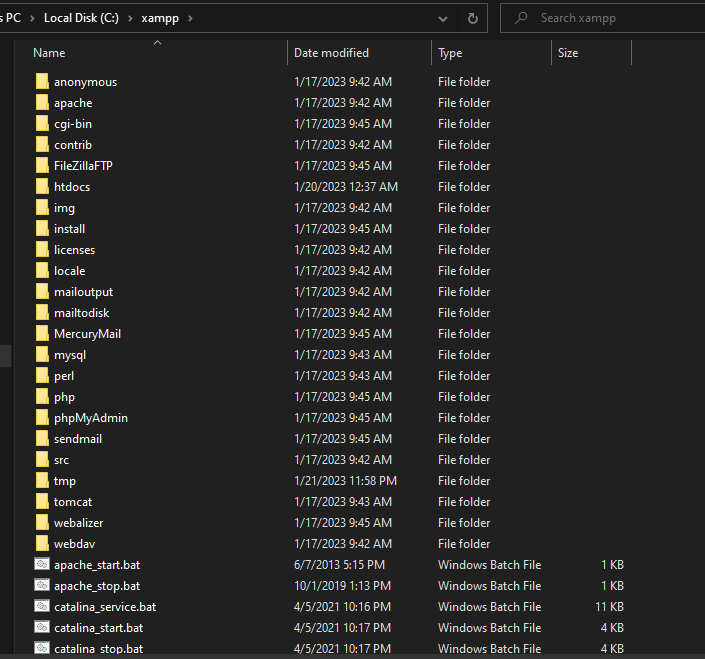 s PC > Local Disk (C:) > xampp > Search xampp
Name Date modified Type Size
anonymous 1/17/2023 9:42 AM File folder
apache 1/17/2023 9:42 AM File folder
cgi-bin 1/17/2023 9:45 AM File folder
contrib 1/17/2023 9:42 AM File folder
FileZillaFTP 1/17/2023 9:45 AM File folder
htdocs 1/20/2023 12:37 AM File folder
img 1/17/2023 9:42 AM File folder
install 1/17/2023 9:45 AM File folder
licenses 1/17/2023 9:42 AM File folder
locale 1/17/2023 9:42 AM File folder
mailoutput 1/17/2023 9:42 AM File folder
mailtodisk 1/17/2023 9:42 AM File folder
MercuryMail 1/17/2023 9:45 AM File folder
mysql 1/17/2023 9:43 AM File folder
perl 1/17/2023 9:43 AM File folder
php 1/17/2023 9:45 AM File folder
phpMyAdmin 1/17/2023 9:45 AM File folder
sendmail 1/17/2023 9:45 AM File folder
src 1/17/2023 9:42 AM File folder
tmp 1/21/2023 11:58 PM File folder
tomcat 1/17/2023 9:43 AM File folder
webalizer 1/17/2023 9:45 AM File folder
webdav 1/17/2023 9:42 AM File folder
apache_start.bat 6/7/2013 5:15 PM Windows Batch File 1 KB
apache_stop.bat 10/1/2019 1:13 PM Windows Batch File 1 KB
catalina_service.bat 4/5/2021 10:16 PM Windows Batch File 11 KB
catalina_start.bat 4/5/2021 10:17 PM Windows Batch File 4 KB
catalina_stop.bat 4/5/2021 10:17 PM Windows Batch File 4 KB